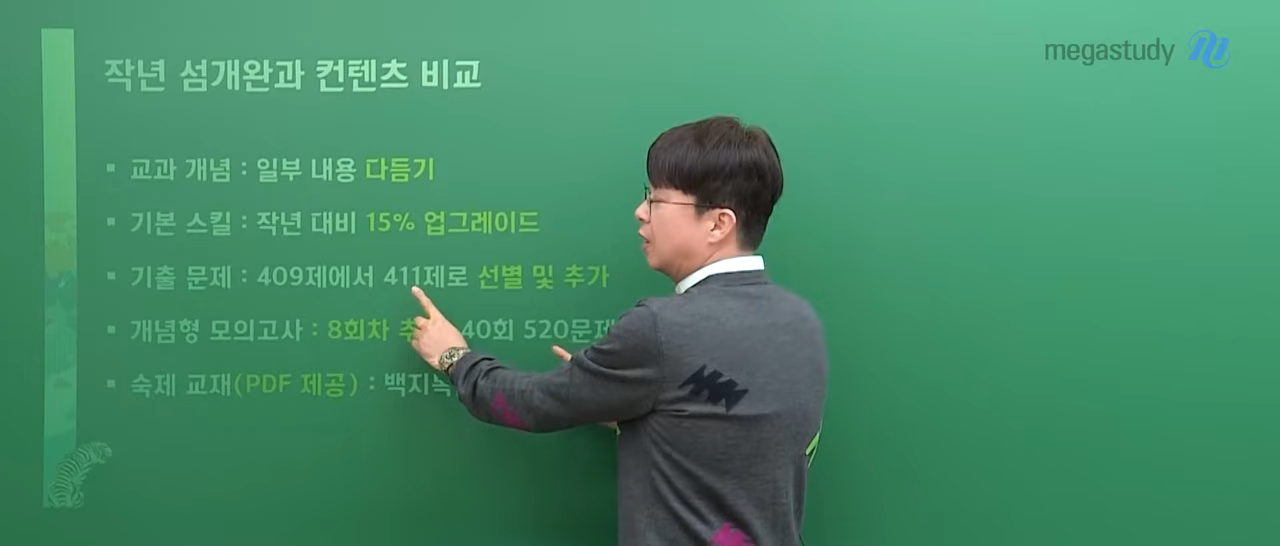 megastudy
작년 섬개완과 컨텐츠 비교
▪ 교과 개념 : 일부 내용 다듬기
▪ 기본 스킬 : 작년 대비 15% 업그레이드
▪ 기출 문제 : 409제에서 411제로 선별 및 추가
▪ 개념형 모의고사 : 8회차 40회 520문제
▪ 숙제 교재(PDF 제공) :